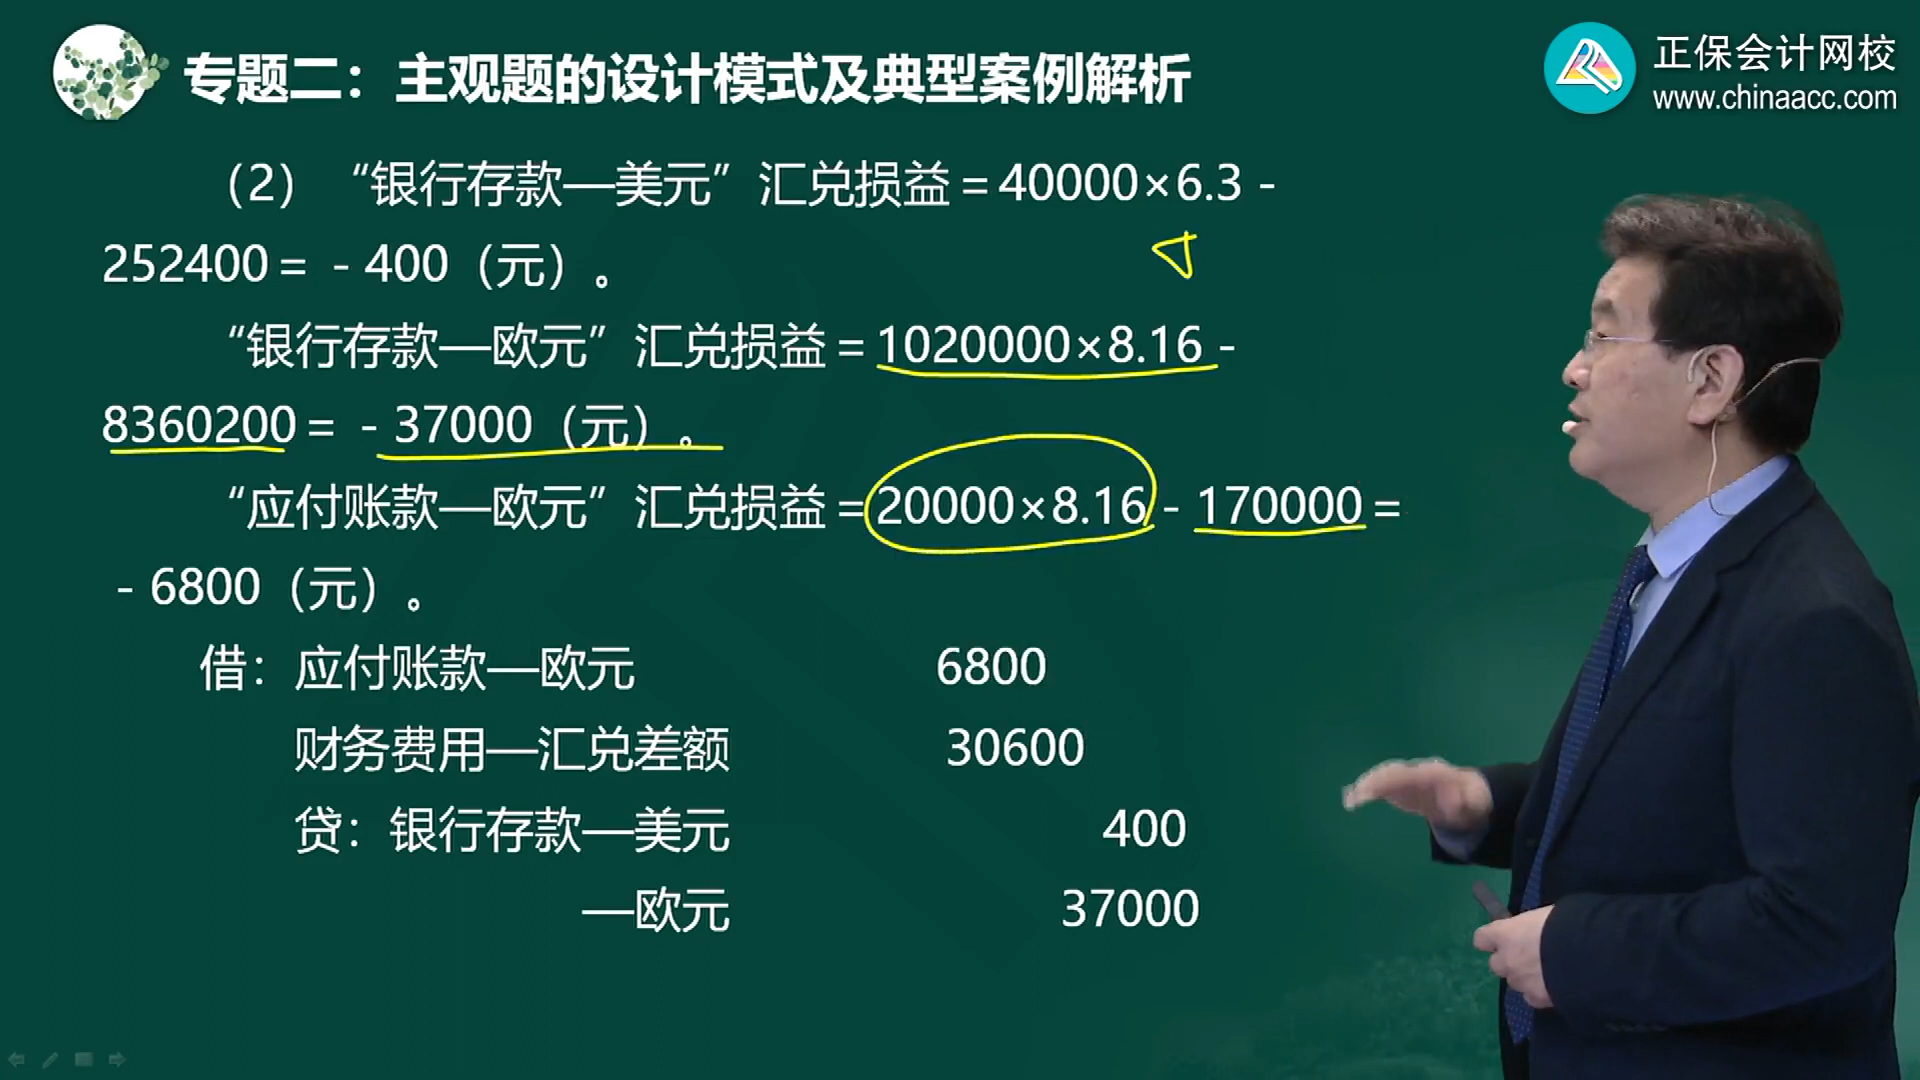 专题二：主观题的设计模式及典型案例解析
正保会计网校
www.chinaacc.com
（2）“银行存款—美元”汇兑损益＝40000×6.3－
252400＝－400（元）。
“银行存款—欧元”汇兑损益＝1020000×8.16－
8360200＝－37000（元）。
“应付账款—欧元”汇兑损益＝20000×8.16－170000＝
－6800（元）。
借：应付账款—欧元 6800
财务费用—汇兑差额 30600
贷：银行存款—美元 400
—欧元 37000